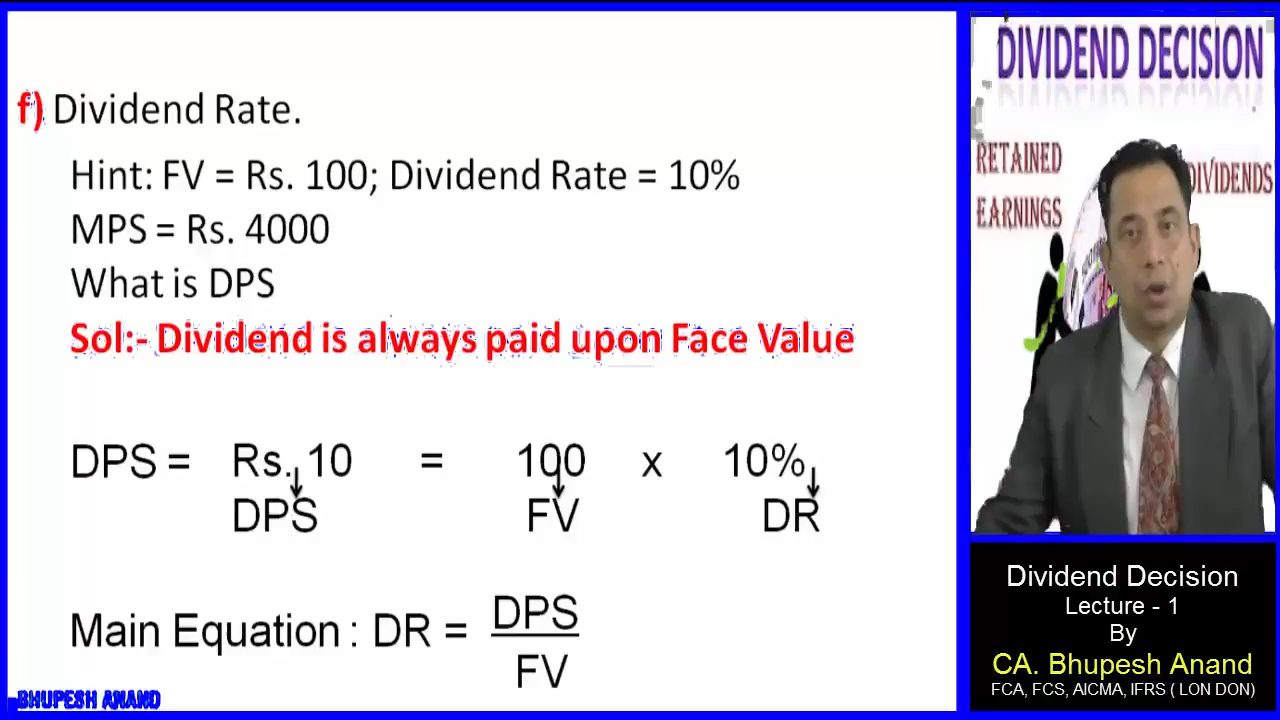 f) Dividend Rate.
Hint: FV = Rs. 100; Dividend Rate = 10%
MPS = Rs. 4000
What is DPS
Sol:- Dividend is always paid upon Face Value
DPS = Rs. 10 = 100 x 10%
DPS FV DR
Main Equation : DR = DPS
FV
BHUPESH ANAND
DIVIDEND DECISION
RETAINED
EARNINGS
DIVIDENDS
Dividend Decision
Lecture - 1
By
CA. Bhupesh Anand
FCA, FCS, AICMA, IFRS ( LON DON)